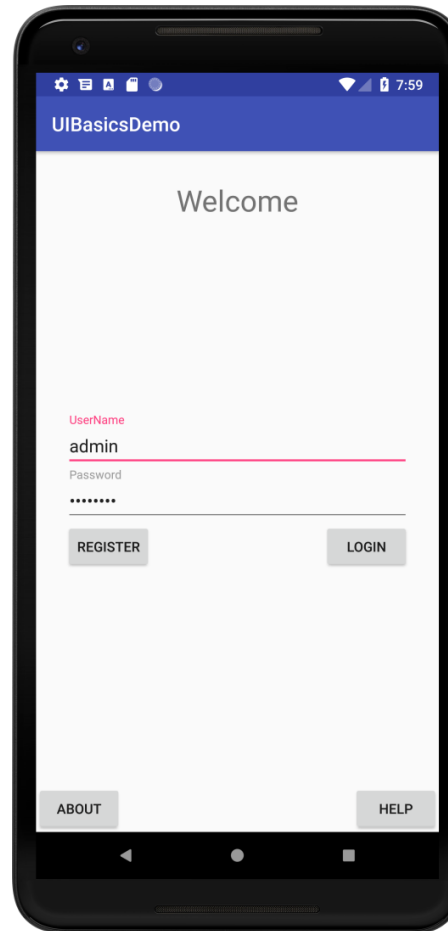 7:59
UIBasicsDemo
Welcome
UserName
admin
Password
••••••••
REGISTER LOGIN
ABOUT HELP